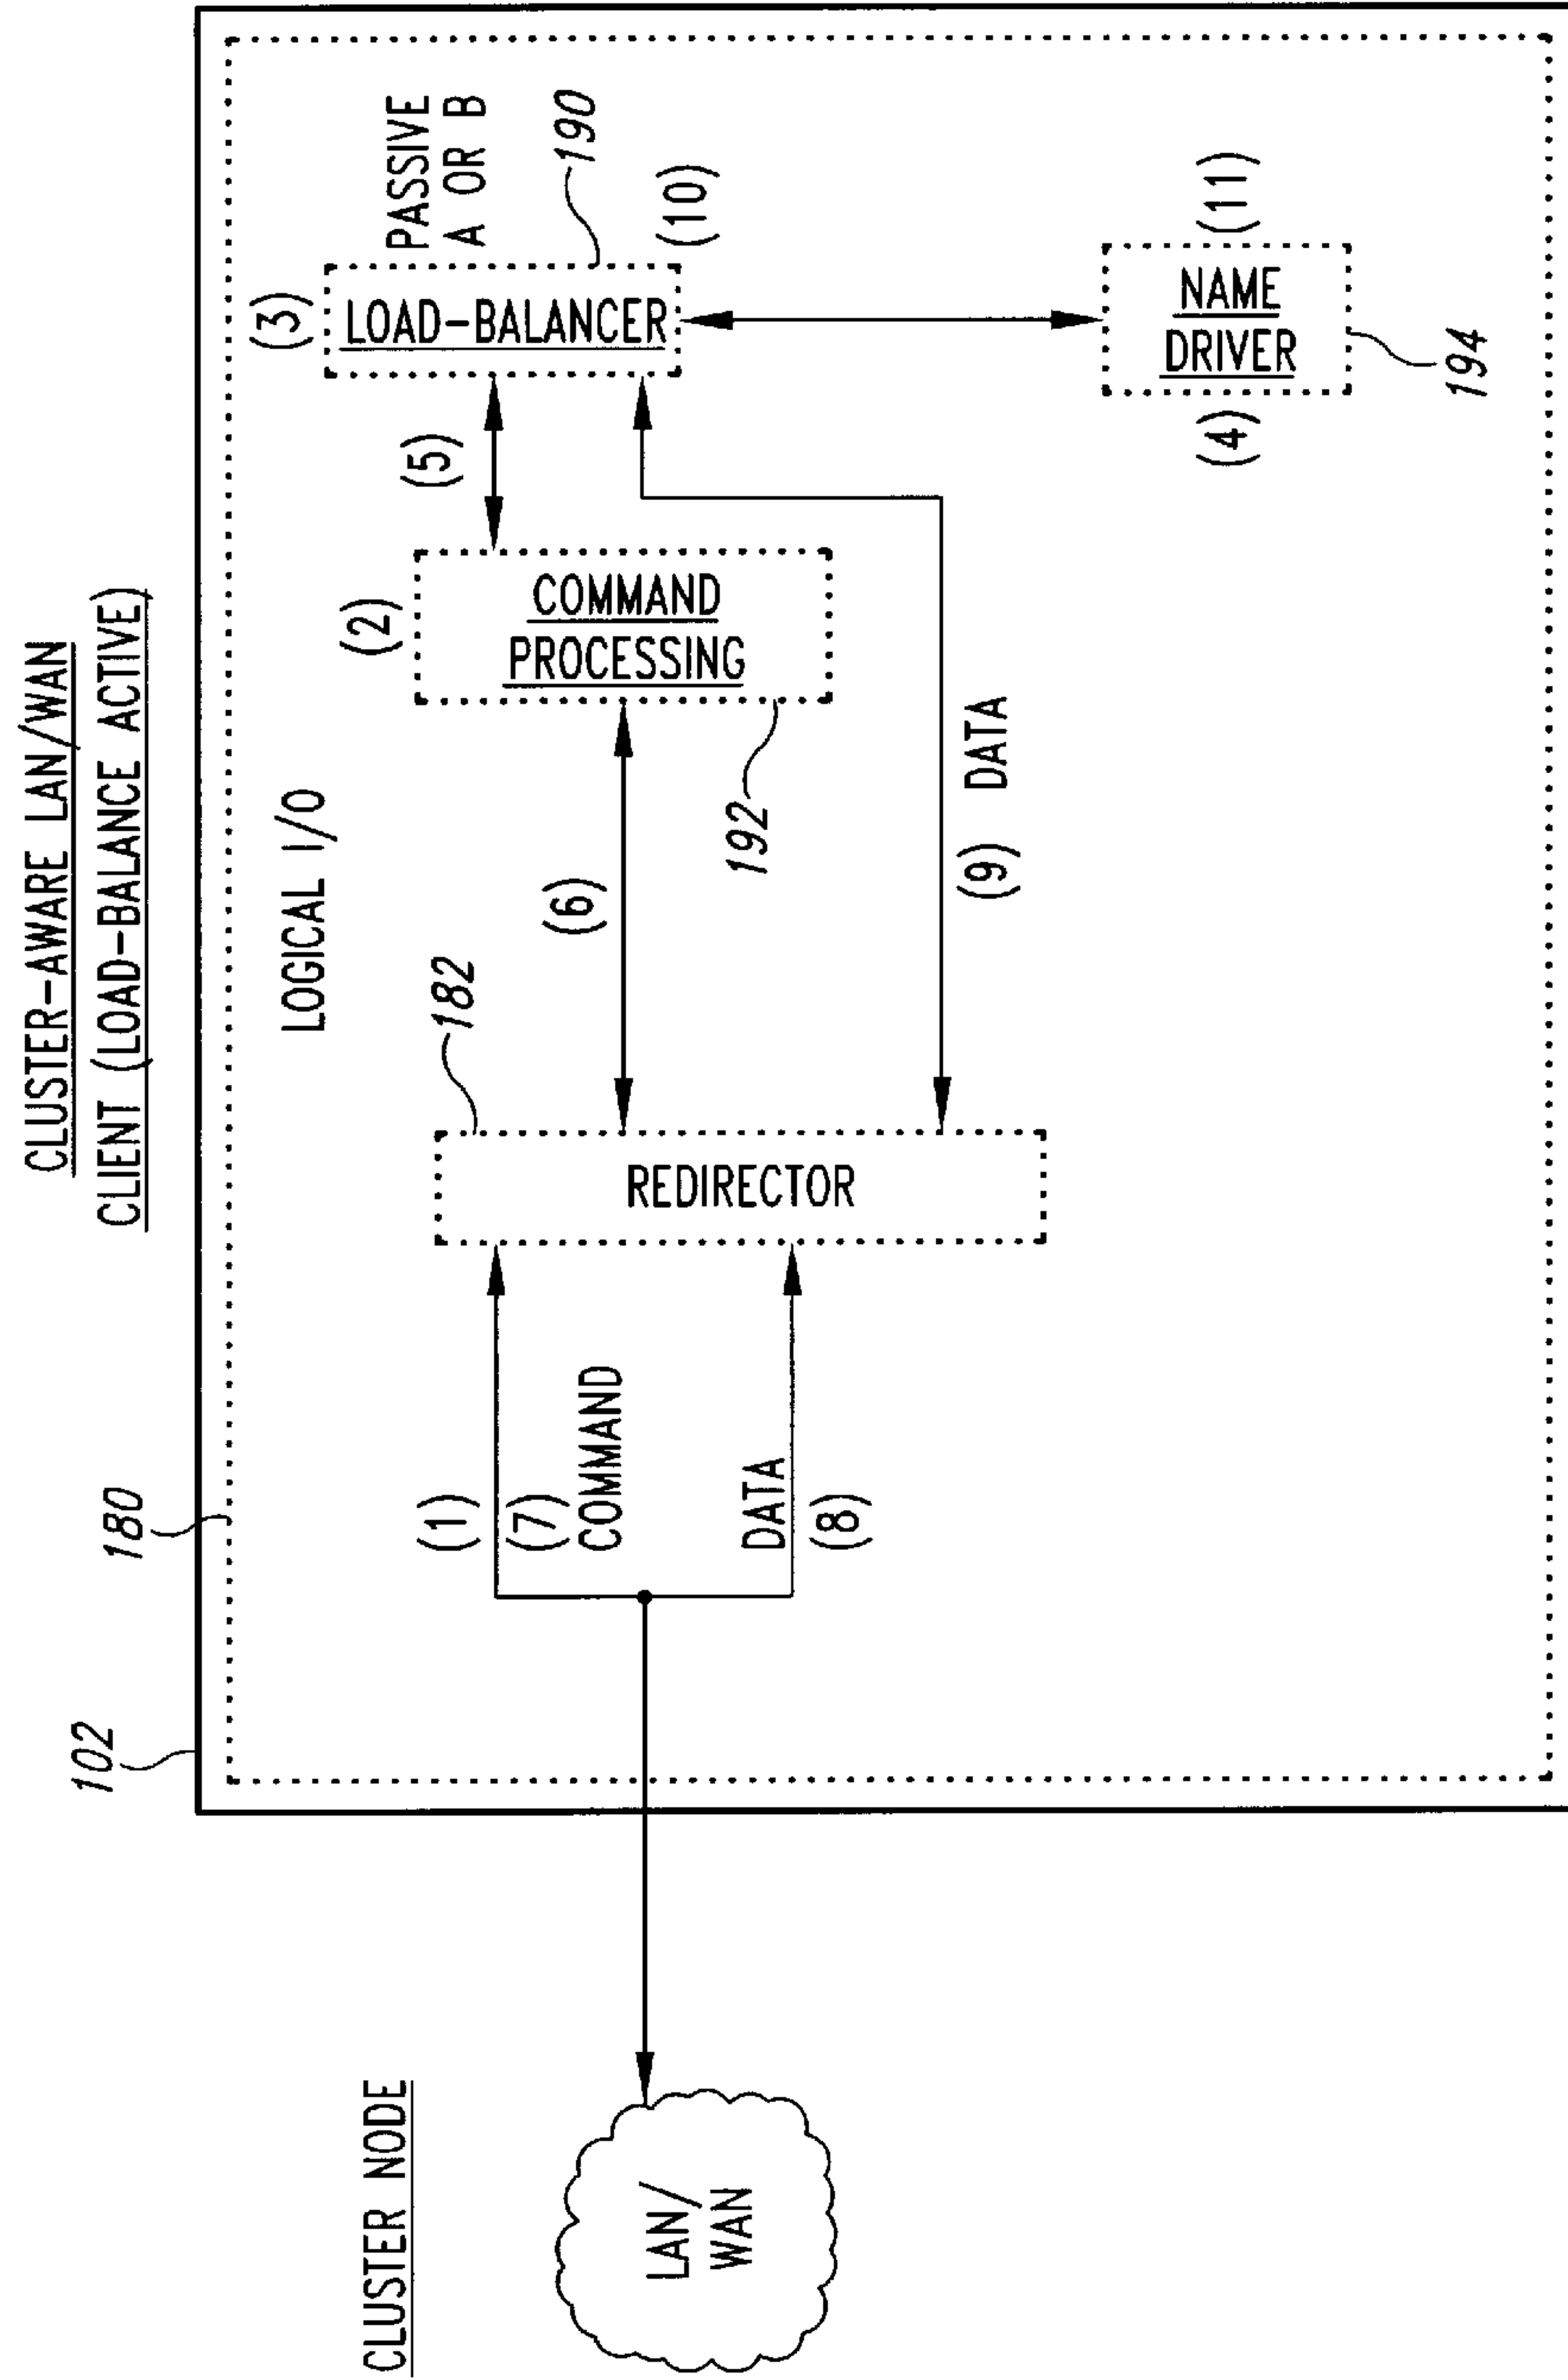 CLUSTER-AWARE LAN/WAN
CLIENT (LOAD-BALANCE ACTIVE)
102
180
LOGICAL I/O
CLUSTER NODE
LAN/
WAN
(1)
(7)
COMMAND
DATA
(8)
182
REDIRECTOR
(6)
(2)
COMMAND
PROCESSING
192
(9) DATA
(5)
(3)
LOAD-BALANCER
PASSIVE
A OR B
190
(10)
(4)
NAME
DRIVER
(11)
194